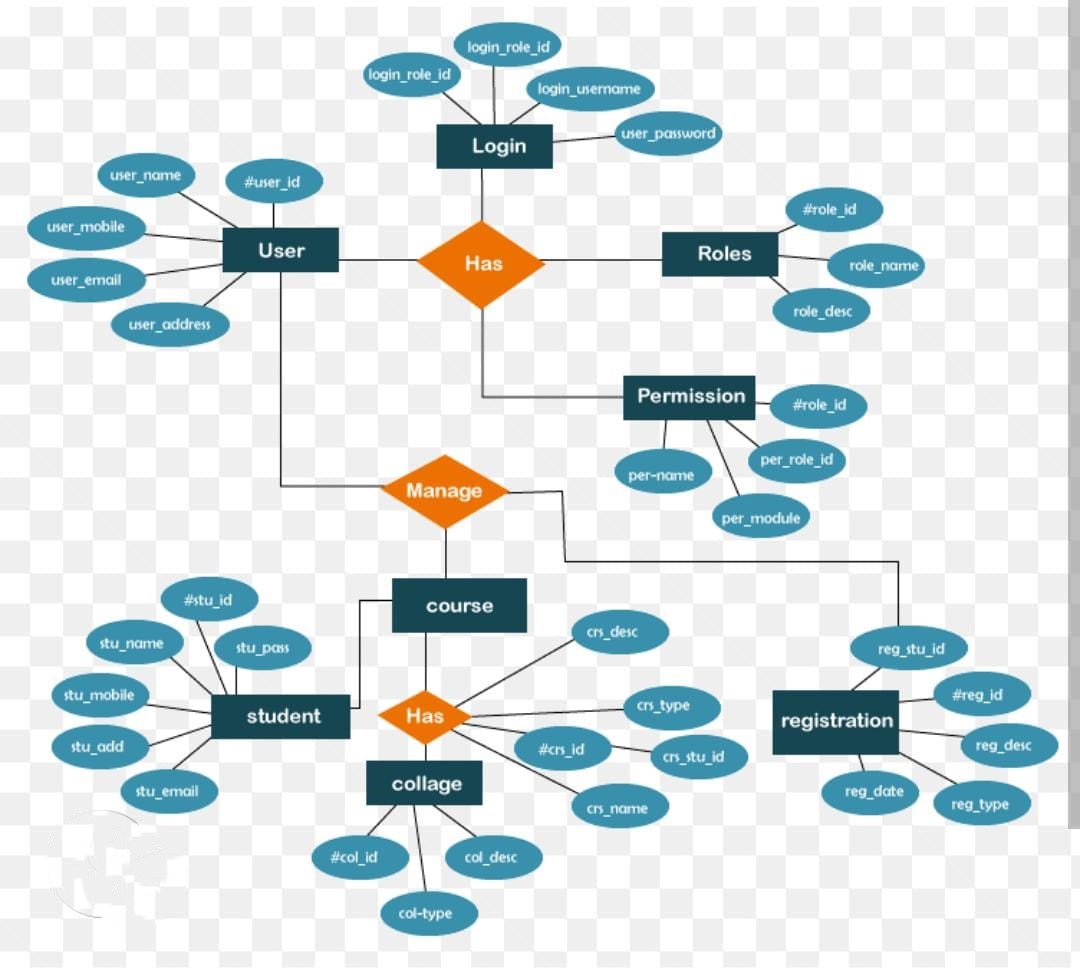 login_role_id
login_role_id
login_username
user_password
Login
user_name
#user_id
user_mobile
User
user_email
user_address
Has
#role_id
Roles
role_name
role_desc
Permission
#role_id
per-name
per_role_id
per_module
Manage
course
#stu_id
stu_name
stu_pass
stu_mobile
student
stu_add
stu_email
crs_desc
Has
crs_type
#crs_id
crs_stu_id
crs_name
collage
#col_id
col_desc
col-type
reg_stu_id
#reg_id
registration
reg_desc
reg_date
reg_type